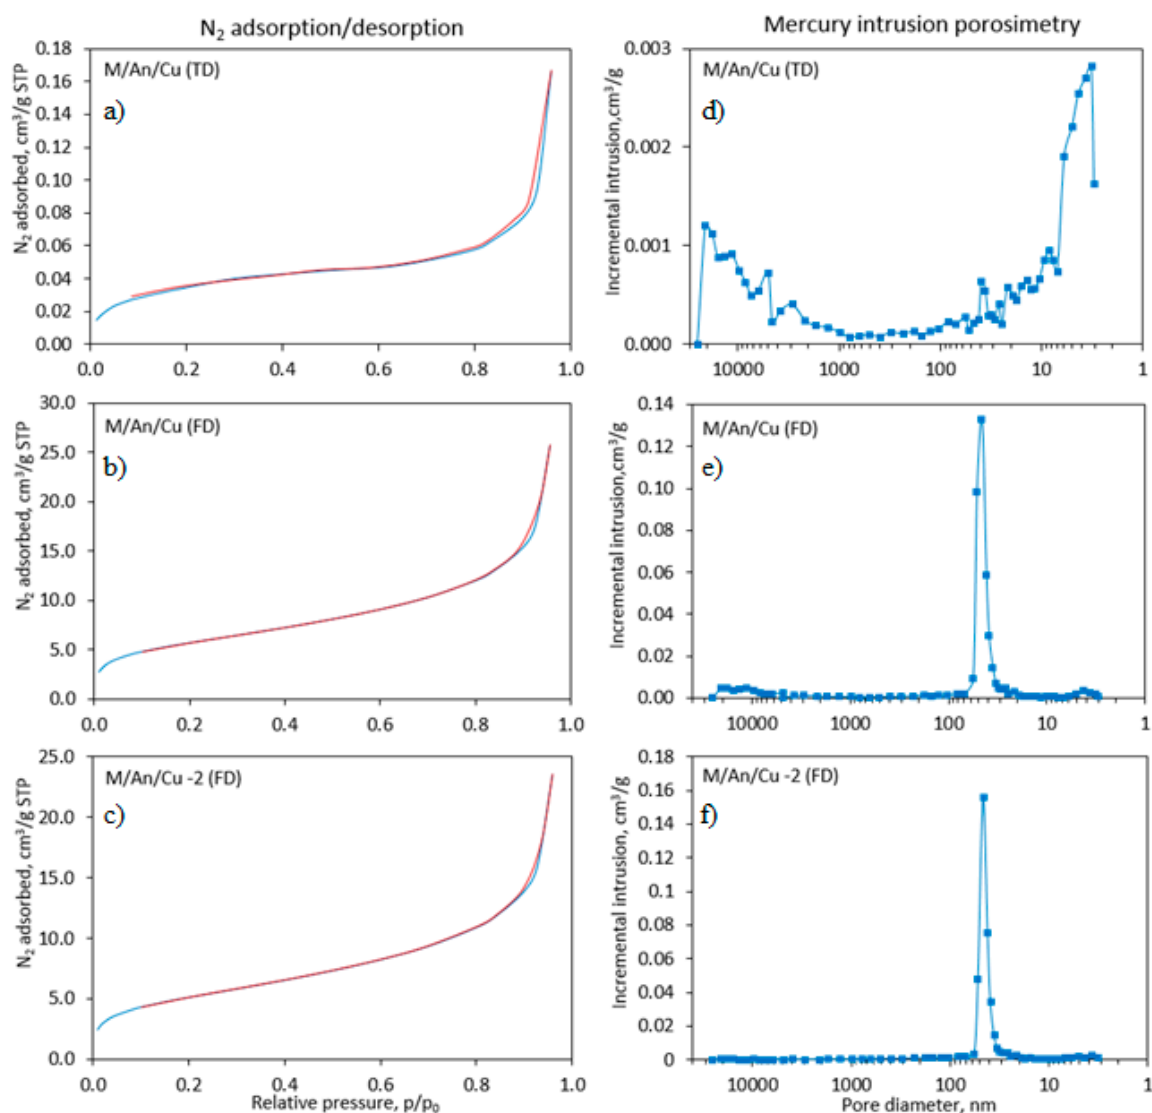 N₂ adsorption/desorption
Mercury intrusion porosimetry
N₂ adsorbed, cm³/g STP
0.18
0.16
0.14
0.12
0.10
0.08
0.06
0.04
0.02
0.00
M/An/Cu (TD)
a)
0.0 0.2 0.4 0.6 0.8 1.0
Incremental intrusion,cm³/g
0.003
0.002
0.001
0.000
M/An/Cu (TD)
d)
10000 1000 100 10 1
N₂ adsorbed, cm³/g STP
30.0
25.0
20.0
15.0
10.0
5.0
0.0
M/An/Cu (FD)
b)
0.0 0.2 0.4 0.6 0.8 1.0
Incremental intrusion,cm³/g
0.14
0.12
0.10
0.08
0.06
0.04
0.02
0.00
M/An/Cu (FD)
e)
10000 1000 100 10 1
N₂ adsorbed, cm³/g STP
25.0
20.0
15.0
10.0
5.0
0.0
M/An/Cu -2 (FD)
c)
0.0 0.2 0.4 0.6 0.8 1.0
Relative pressure, p/p₀
Incremental intrusion, cm³/g
0.18
0.16
0.14
0.12
0.1
0.08
0.06
0.04
0.02
0
M/An/Cu -2 (FD)
f)
10000 1000 100 10 1
Pore diameter, nm